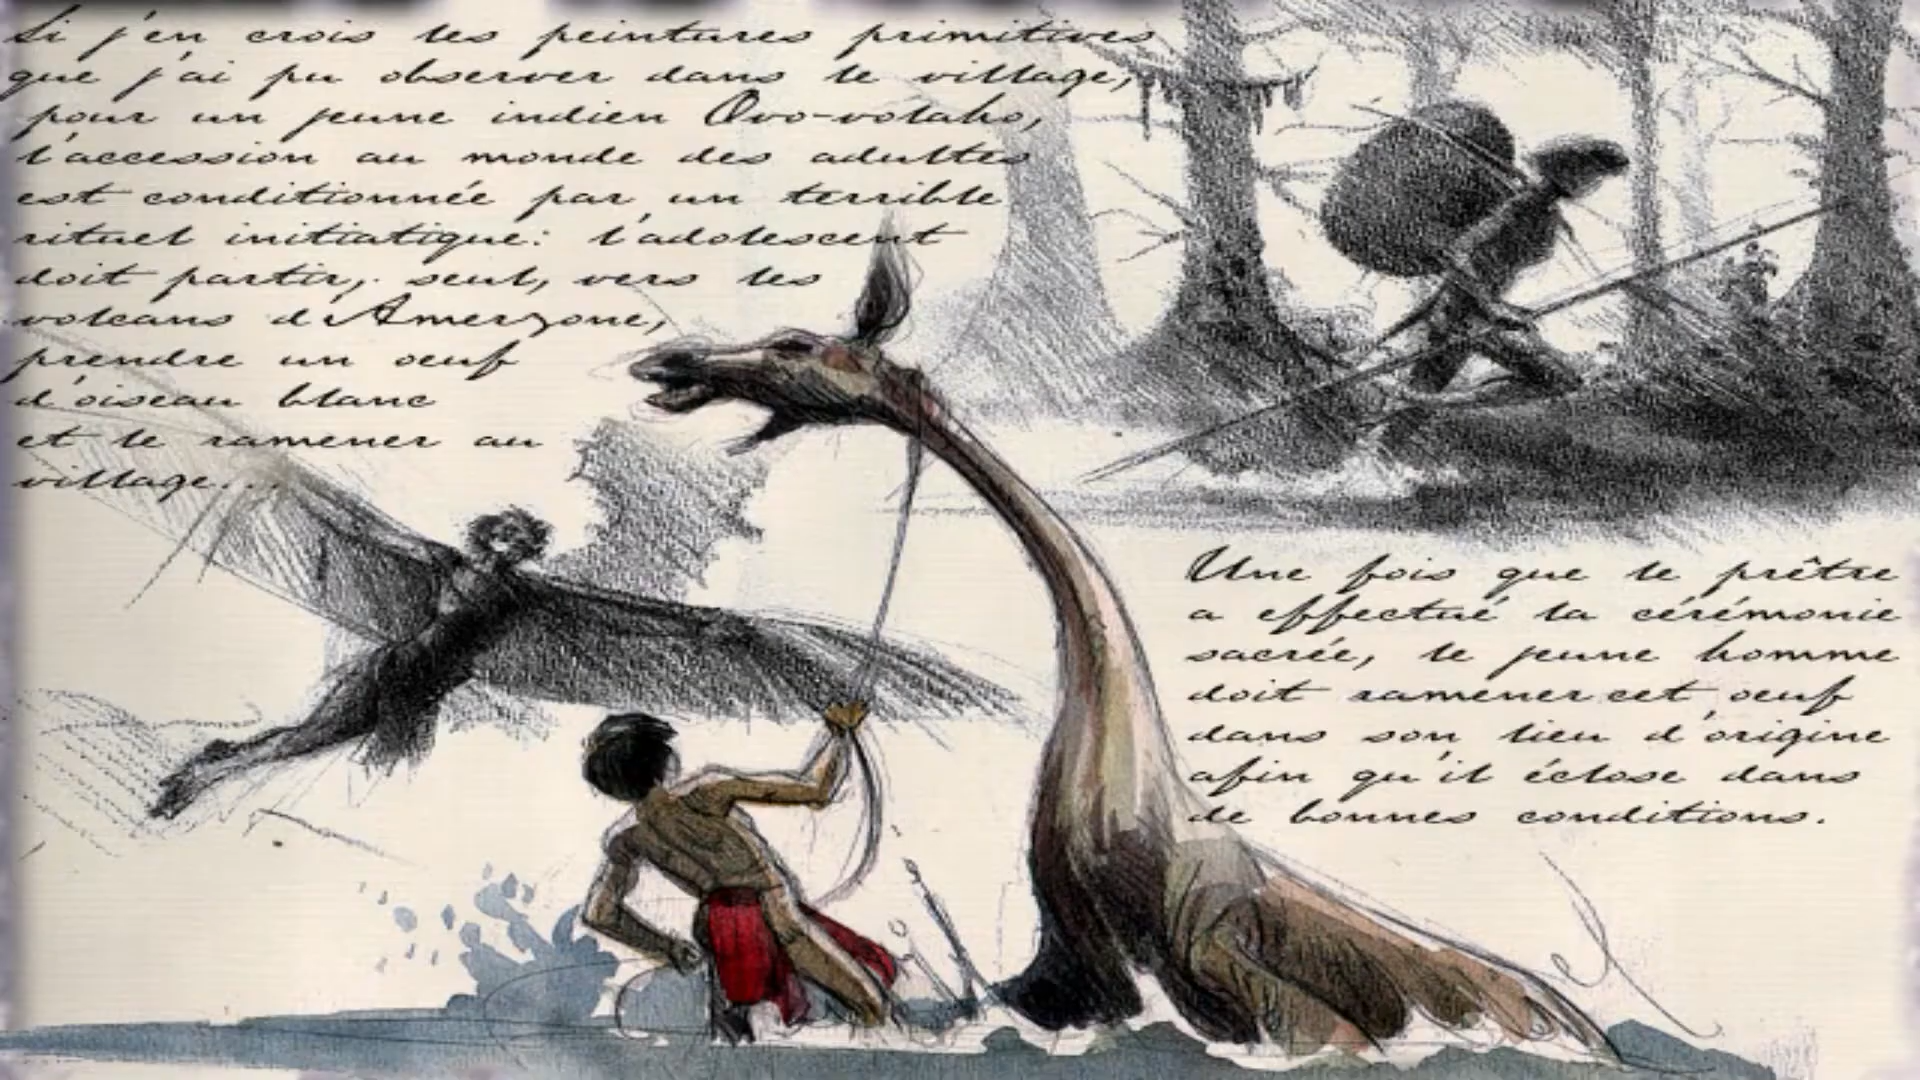 Si j'en crois les peintures primitives
que j'ai pu observer dans le village,
pour un jeune indien Ovo-volaho,
l'accession au monde des adultes
est conditionnée par un terrible
rituel initiatique: l'adolescent
doit partir, seul, vers les
volcans d'Amerzone,
prendre un oeuf
d'oiseau blanc
et le ramener au
village...
Une fois que le prêtre
a effectué la cérémonie
sacrée, le jeune homme
doit ramener cet oeuf
dans son lieu d'origine
afin qu'il éclose dans
de bonnes conditions.